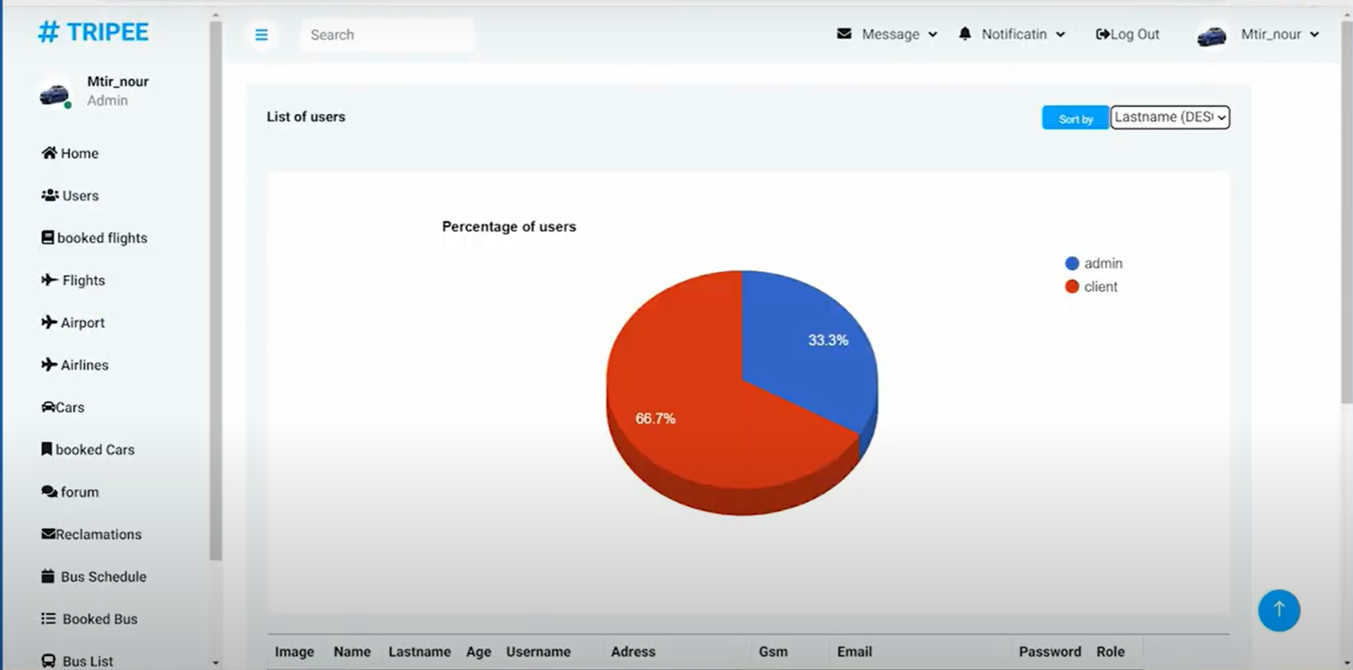 # TRIPEE
Mtir_nour
Admin
Home
Users
booked flights
Flights
Airport
Airlines
Cars
booked Cars
forum
Reclamations
Bus Schedule
Booked Bus
Bus List
Search
Message
Notificatin
Log Out
Mtir_nour
List of users
Sort by
Lastname (DES
Percentage of users
admin
client
33.3%
66.7%
Image Name Lastname Age Username Adress Gsm Email Password Role